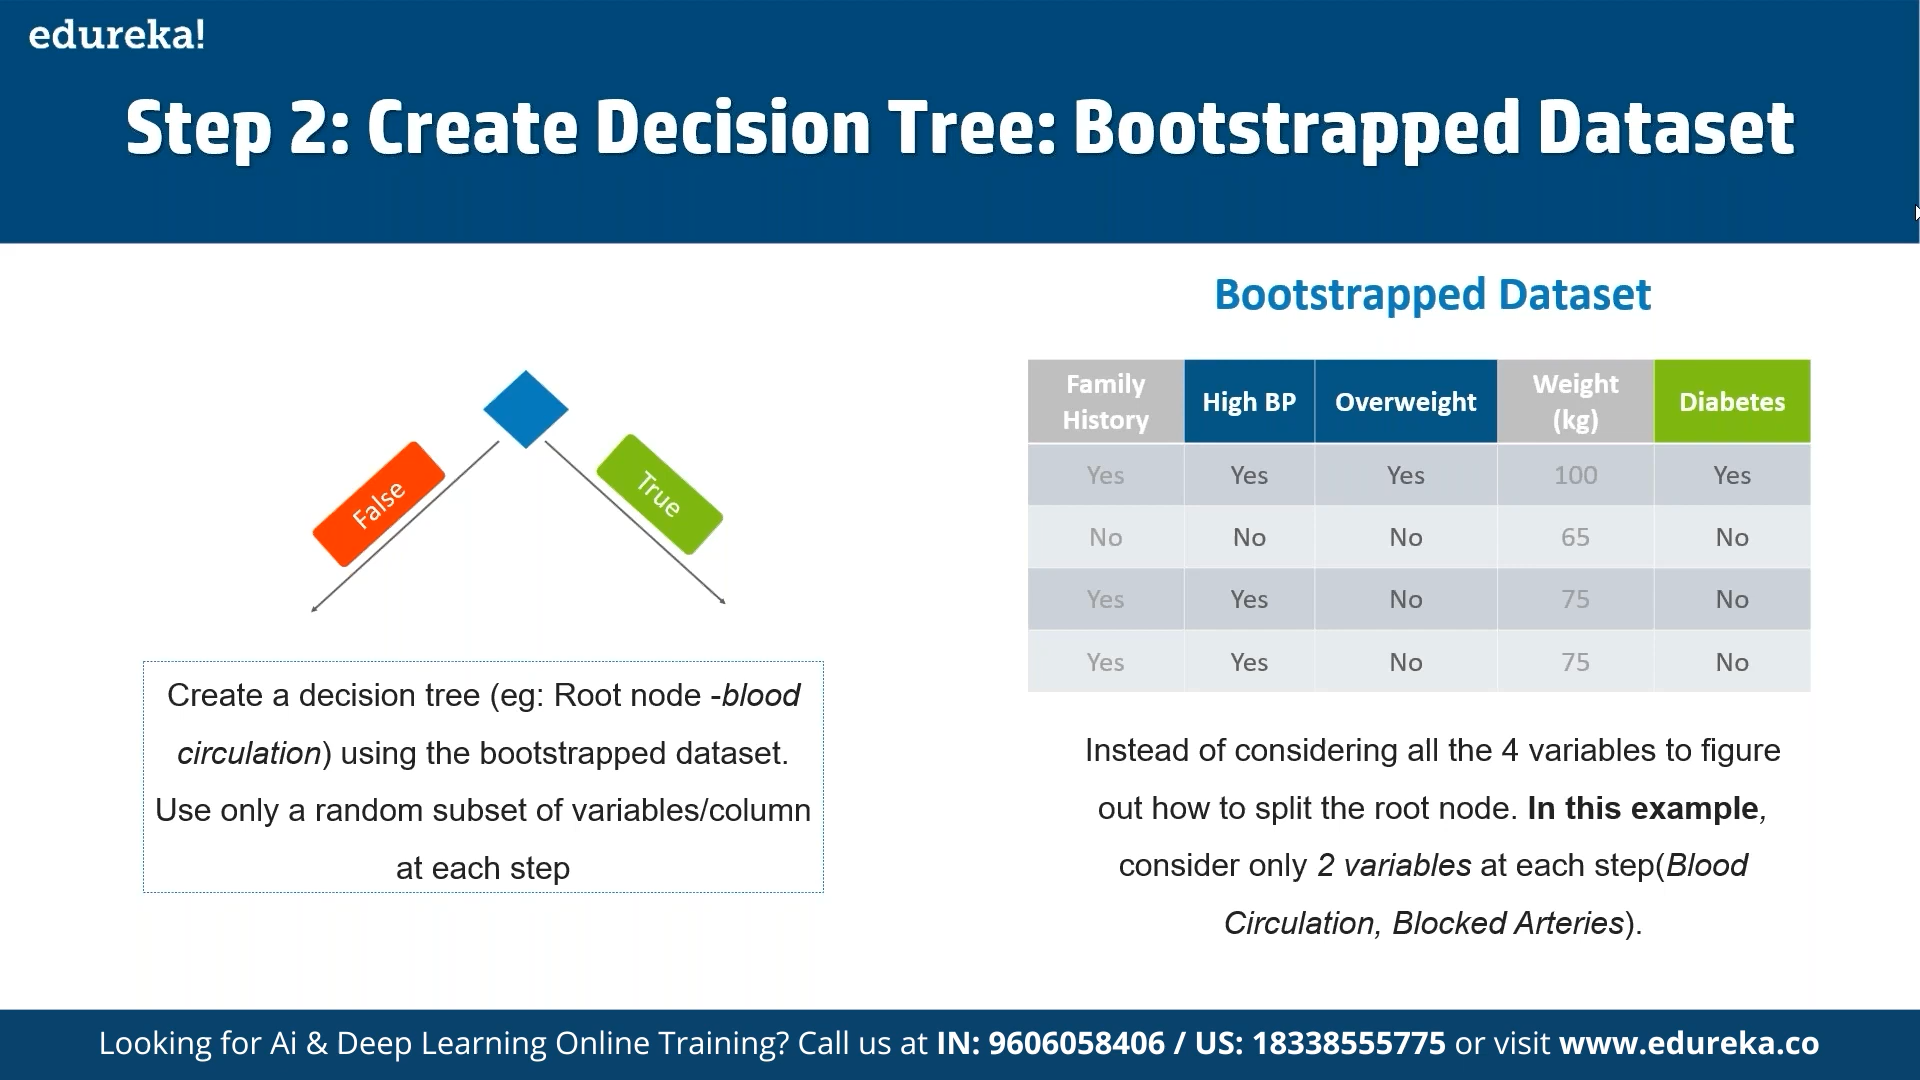 edureka!
Step 2: Create Decision Tree: Bootstrapped Dataset
False
True
Create a decision tree (eg: Root node -blood
circulation) using the bootstrapped dataset.
Use only a random subset of variables/column
at each step
Bootstrapped Dataset
Family History High BP Overweight Weight (kg) Diabetes
Yes Yes Yes 100 Yes
No No No 65 No
Yes Yes No 75 No
Yes Yes No 75 No
Instead of considering all the 4 variables to figure
out how to split the root node. In this example,
consider only 2 variables at each step(Blood
Circulation, Blocked Arteries).
Looking for Ai & Deep Learning Online Training? Call us at IN: 9606058406 / US: 18338555775 or visit www.edureka.co